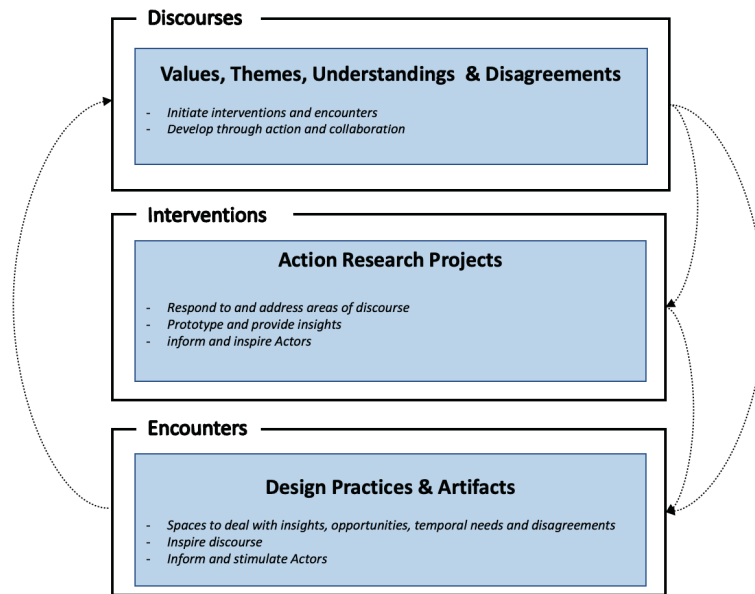 Discourses
Values, Themes, Understandings & Disagreements
- Initiate interventions and encounters
- Develop through action and collaboration
Interventions
Action Research Projects
- Respond to and address areas of discourse
- Prototype and provide insights
- inform and inspire Actors
Encounters
Design Practices & Artifacts
- Spaces to deal with insights, opportunities, temporal needs and disagreements
- Inspire discourse
- Inform and stimulate Actors